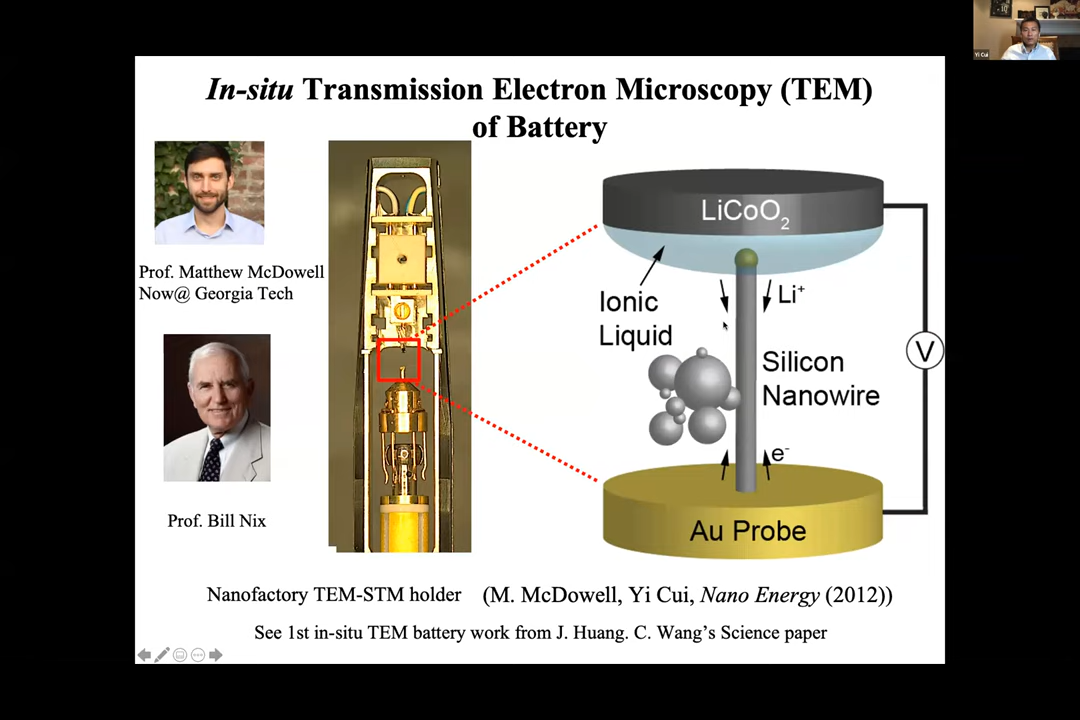 Yi Cui
In-situ Transmission Electron Microscopy (TEM)
of Battery
Prof. Matthew McDowell
Now@ Georgia Tech
Prof. Bill Nix
LiCoO₂
Ionic
Liquid
Li⁺
Silicon
Nanowire
V
e⁻
Au Probe
Nanofactory TEM-STM holder
(M. McDowell, Yi Cui, Nano Energy (2012))
See 1st in-situ TEM battery work from J. Huang. C. Wang’s Science paper